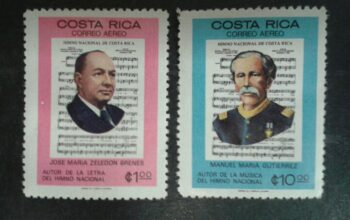 COSTA RICA
CORREO AEREO
HIMNO NACIONAL DE COSTA RICA
JOSE MARIA ZELEDON BRENES
AUTOR DE LA LETRA
DEL HIMNO NACIONAL
₡1.00
COSTA RICA
CORREO AEREO
HIMNO NACIONAL DE COSTA RICA
MANUEL MARIA GUTIERREZ
AUTOR DE LA MUSICA
DEL HIMNO NACIONAL
₡10.00